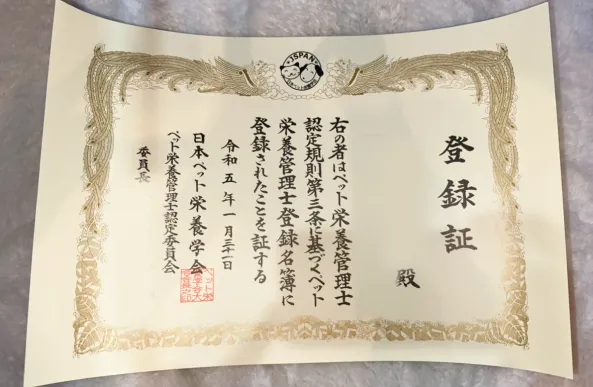 JSPAN
登録証
殿
右の者はペット栄養管理士
認定規則第三条に基づくペット
栄養管理士登録名簿に
登録されたことを証する
令和五年一月三十一日
日本ペット栄養学会
ペット栄養管理士認定委員会
委員長